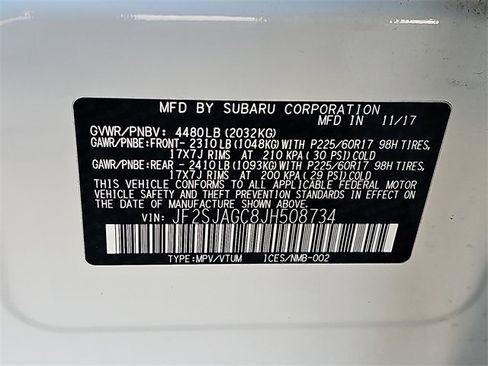 MFD BY SUBARU CORPORATION
MFD IN 11/17
GVWR/PNBV: 4480LB (2032KG)
GAWR/PNBE:FRONT- 2310LB (1048KG) WITH P225/60R17 98H TIRES,
17X7J RIMS AT 210 KPA (30 PSI) COLD
GAWR/PNBE:REAR - 2410LB (1093KG) WITH P225/60R17 98H TIRES,
17X7J RIMS AT 200 KPA (29 PSI) COLD
THIS VEHICLE CONFORMS TO ALL APPLICABLE FEDERAL MOTOR
VEHICLE SAFETY AND THEFT PREVENTION STANDARDS IN EFFECT
ON THE DATE OF MANUFACTURE SHOWN ABOVE.
VIN: JF2SJAGC8JH508734
TYPE:MPV/VTUM ICES/NMB-002